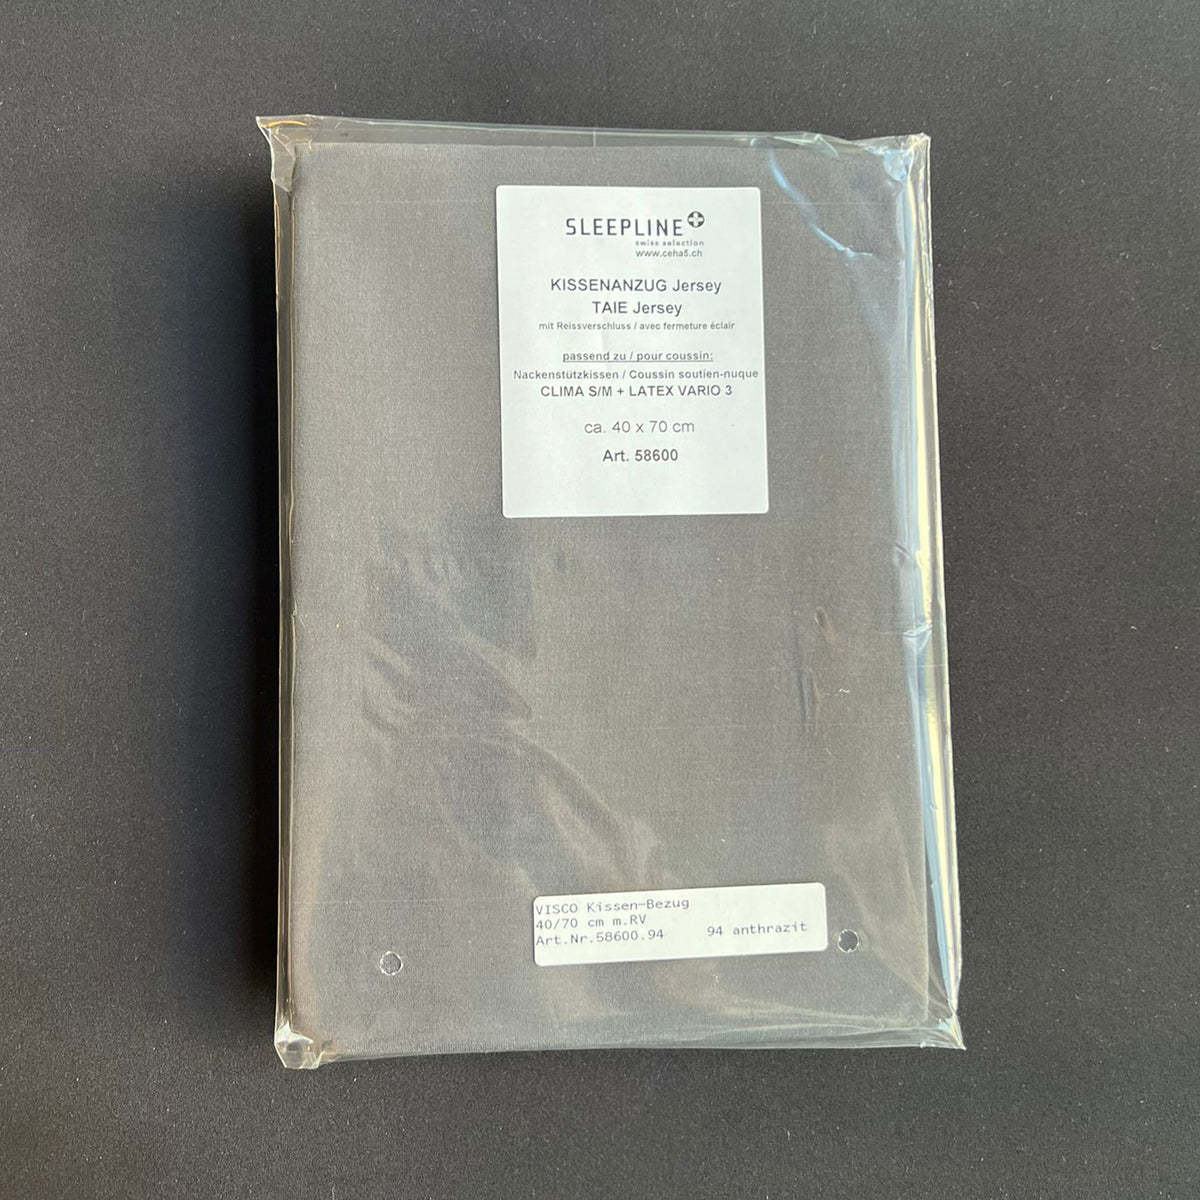 SLEEPLINE
swiss selection
www.ceha5.ch
KISSENANZUG Jersey
TAIE Jersey
mit Reissverschluss / avec fermeture éclair
passend zu / pour coussin:
Nackenstützkissen / Coussin soutien-nuque
CLIMA S/M + LATEX VARIO 3
ca. 40 x 70 cm
Art. 58600
VISCO Kissen-Bezug
40/70 cm m.RV
Art.Nr.58600.94 94 anthrazit